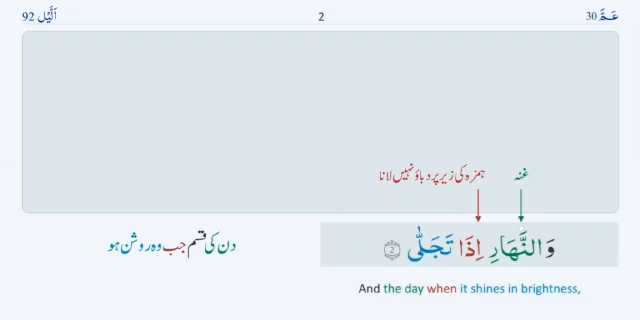 اَلَّيْل 92
2
عَمَّ 30
ہمزہ کی زیر پر دباؤ نہیں لانا
غنہ
وَالنَّهَارِ اِذَا تَجَلّٰى ۝2
دن کی قسم جب وہ روشن ہو
And the day when it shines in brightness,